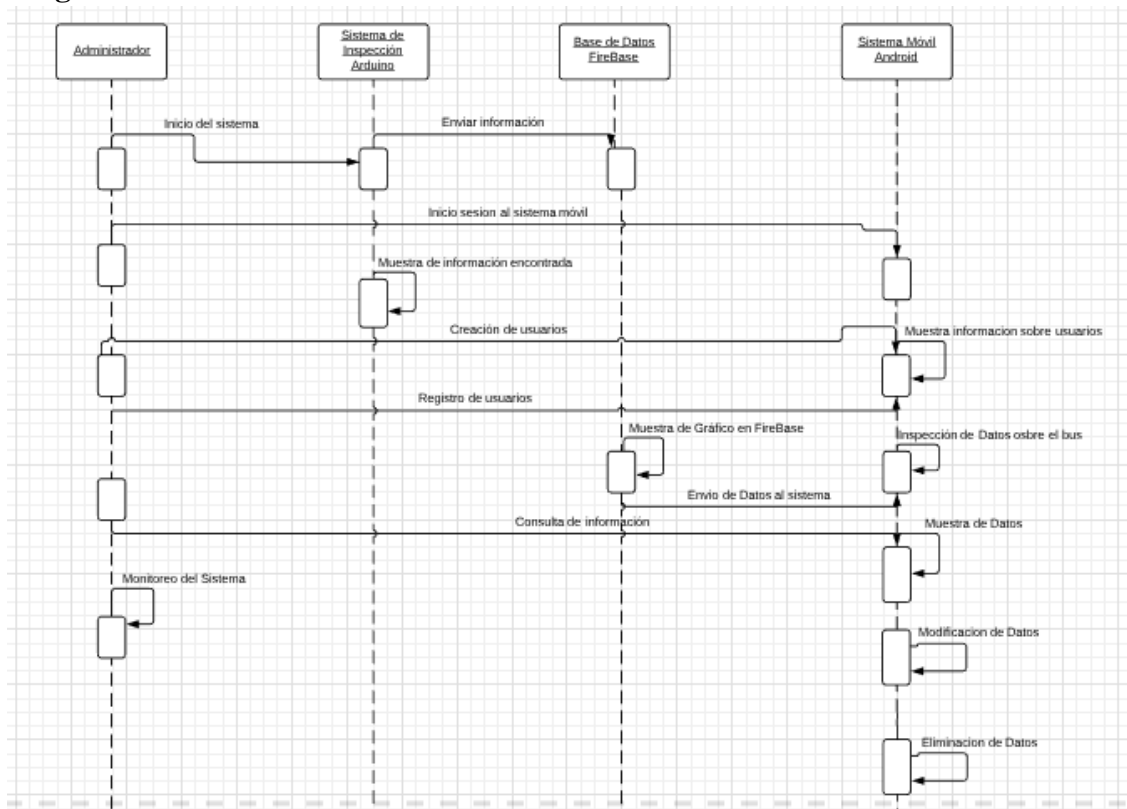 Administrador
Sistema de
Inspección
Arduino
Base de Datos
FireBase
Sistema Móvil
Android
Inicio del sistema
Enviar información
Inicio sesion al sistema móvil
Muestra de información encontrada
Creación de usuarios
Muestra informacion sobre usuarios
Registro de usuarios
Muestra de Gráfico en FireBase
Inspección de Datos osbre el bus
Envio de Datos al sistema
Consulta de información
Muestra de Datos
Monitoreo del Sistema
Modificacion de Datos
Eliminacion de Datos